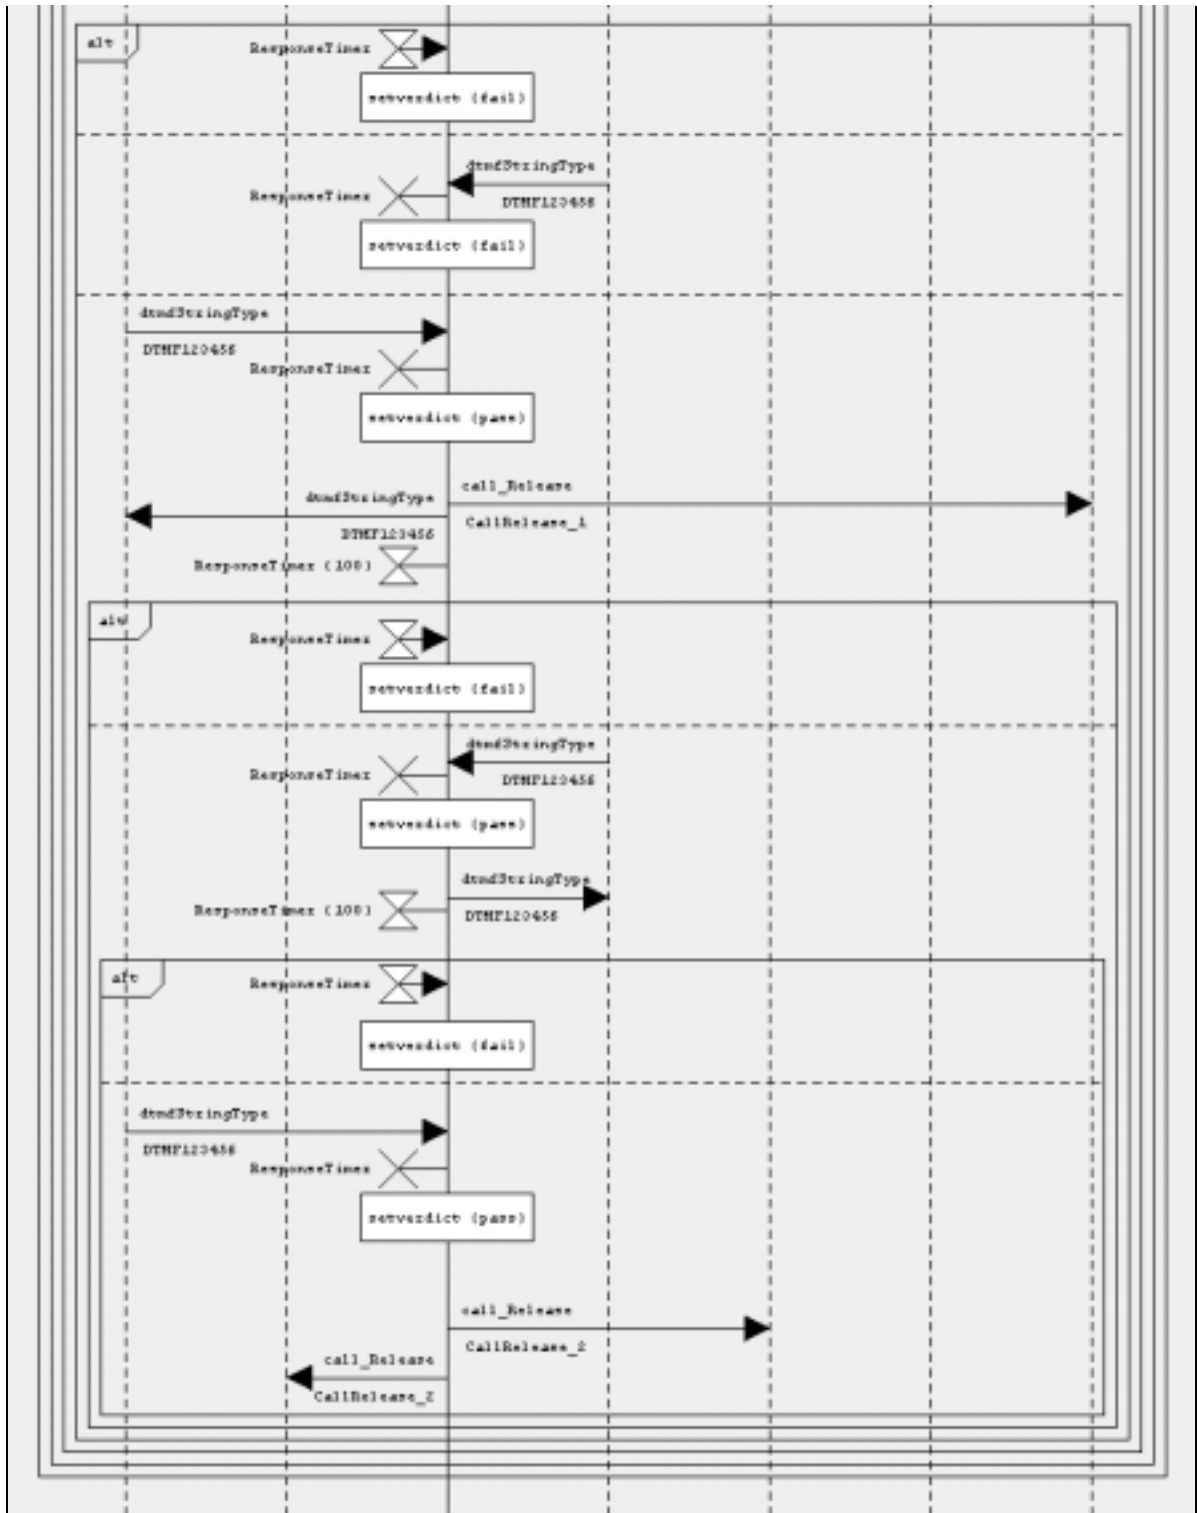 alt
ResponseTimer
setverdict (fail)
dtmfStringType
ResponseTimer
DTMF123456
setverdict (fail)
dtmfStringType
DTMF123456
ResponseTimer
setverdict (pass)
call_Release
dtmfStringType
CallRelease_1
DTMF123456
ResponseTimer (100)
alt
ResponseTimer
setverdict (fail)
dtmfStringType
ResponseTimer
DTMF123456
setverdict (pass)
dtmfStringType
ResponseTimer (100)
DTMF123456
alt
ResponseTimer
setverdict (fail)
dtmfStringType
DTMF123456
ResponseTimer
setverdict (pass)
call_Release
CallRelease_2
call_Release
CallRelease_2